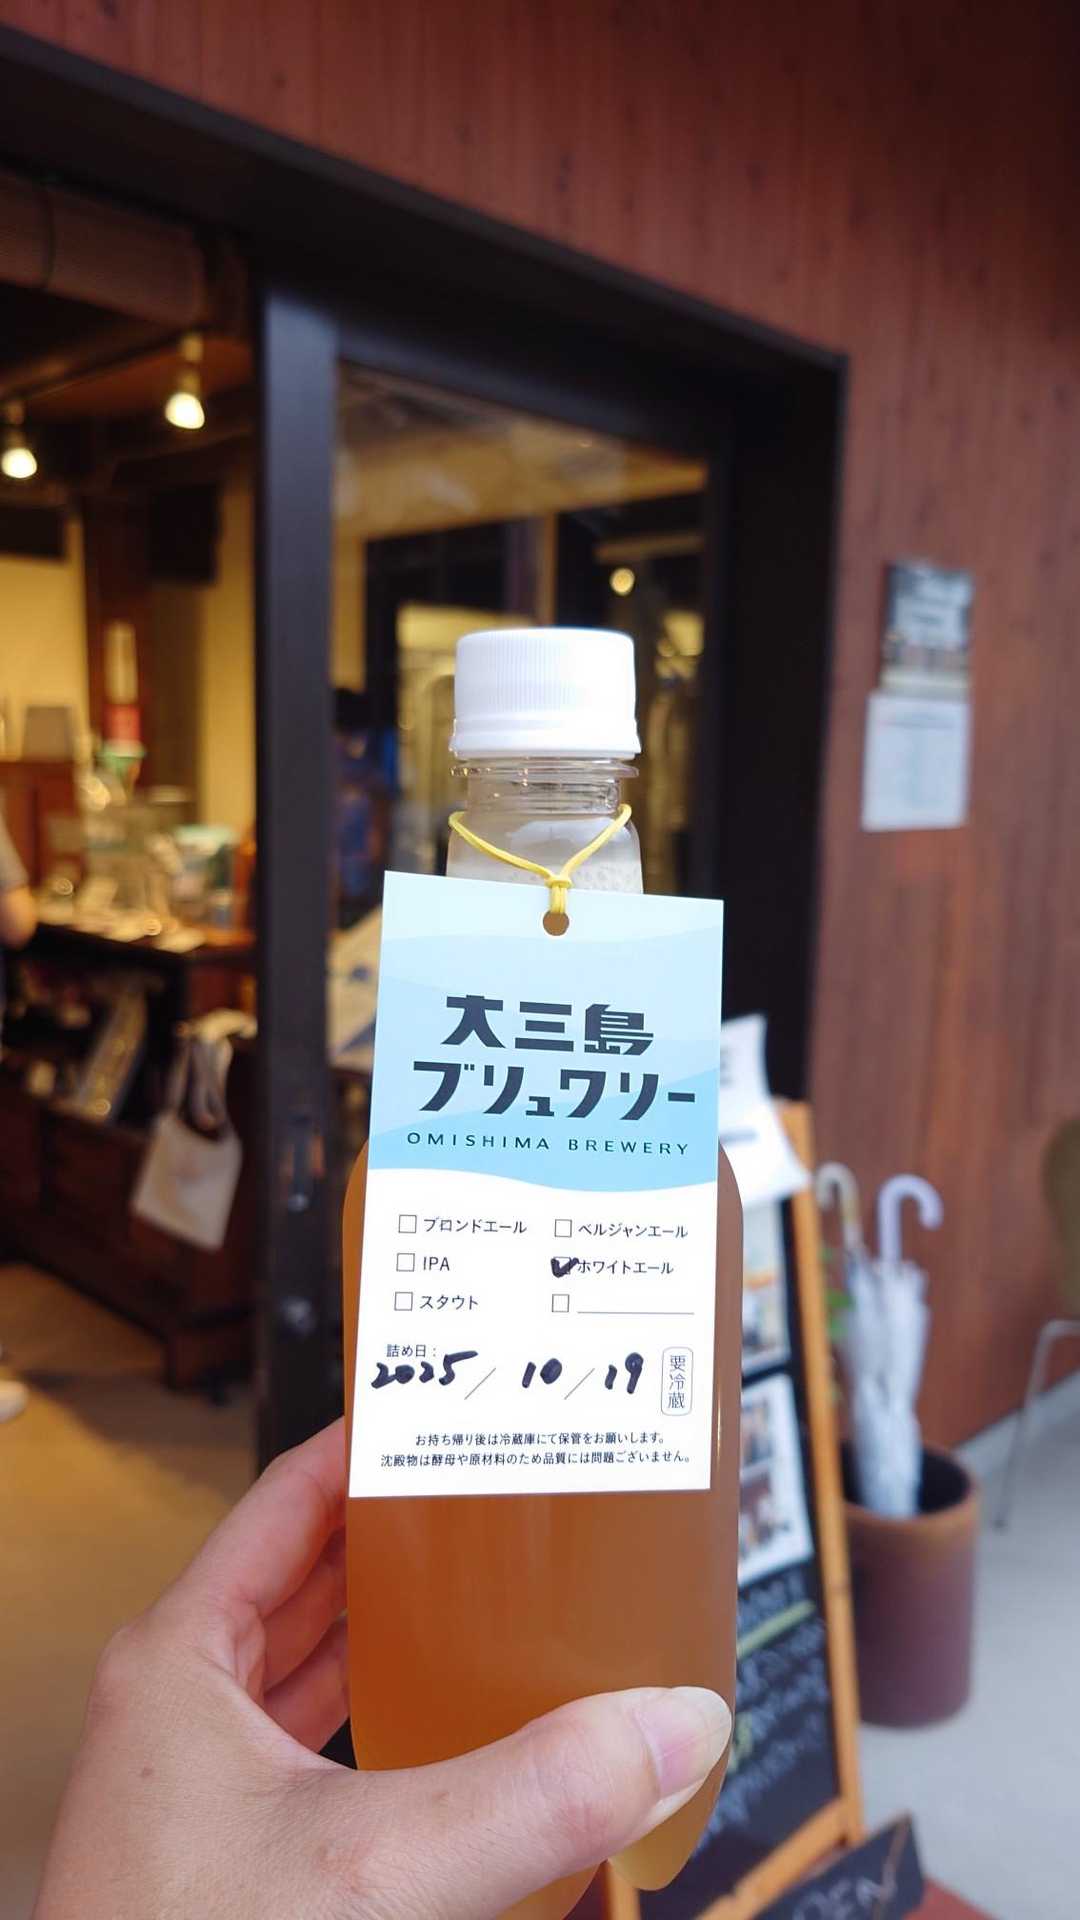 大三島
ブリュワリー
OMISHIMA BREWERY
□ ブロンドエール □ ベルジャンエール
□ IPA ☑ ホワイトエール
□ スタウト □
詰め日：
2025/10/19
要冷蔵
お持ち帰り後は冷蔵庫にて保管をお願いします。
沈殿物は酵母や原材料のため品質には問題ございません。
OPEN